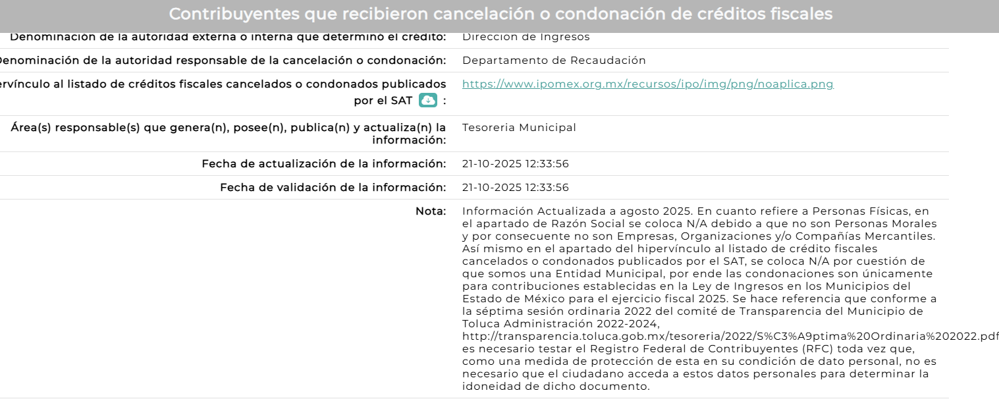 Contribuyentes que recibieron cancelación o condonación de créditos fiscales
Denominación de la autoridad externa o interna que determinó el crédito: Dirección de Ingresos
Denominación de la autoridad responsable de la cancelación o condonación: Departamento de Recaudación
ervínculo al listado de créditos fiscales cancelados o condonados publicados https://www.ipomex.org.mx/recursos/ipo/img/png/noaplica.png
por el SAT :
Área(s) responsable(s) que genera(n), posee(n), publica(n) y actualiza(n) la Tesoreria Municipal
información:
Fecha de actualización de la información: 21-10-2025 12:33:56
Fecha de validación de la información: 21-10-2025 12:33:56
Nota: Información Actualizada a agosto 2025. En cuanto refiere a Personas Físicas, en
el apartado de Razón Social se coloca N/A debido a que no son Personas Morales
y por consecuente no son Empresas, Organizaciones y/o Compañías Mercantiles.
Así mismo en el apartado del hipervínculo al listado de crédito fiscales
cancelados o condonados publicados por el SAT, se coloca N/A por cuestión de
que somos una Entidad Municipal, por ende las condonaciones son únicamente
para contribuciones establecidas en la Ley de Ingresos en los Municipios del
Estado de México para el ejercicio fiscal 2025. Se hace referencia que conforme a
la séptima sesión ordinaria 2022 del comité de Transparencia del Municipio de
Toluca Administración 2022-2024,
http://transparencia.toluca.gob.mx/tesoreria/2022/S%C3%A9ptima%20Ordinaria%202022.pdf
es necesario testar el Registro Federal de Contribuyentes (RFC) toda vez que,
como una medida de protección de esta en su condición de dato personal, no es
necesario que el ciudadano acceda a estos datos personales para determinar la
idoneidad de dicho documento.